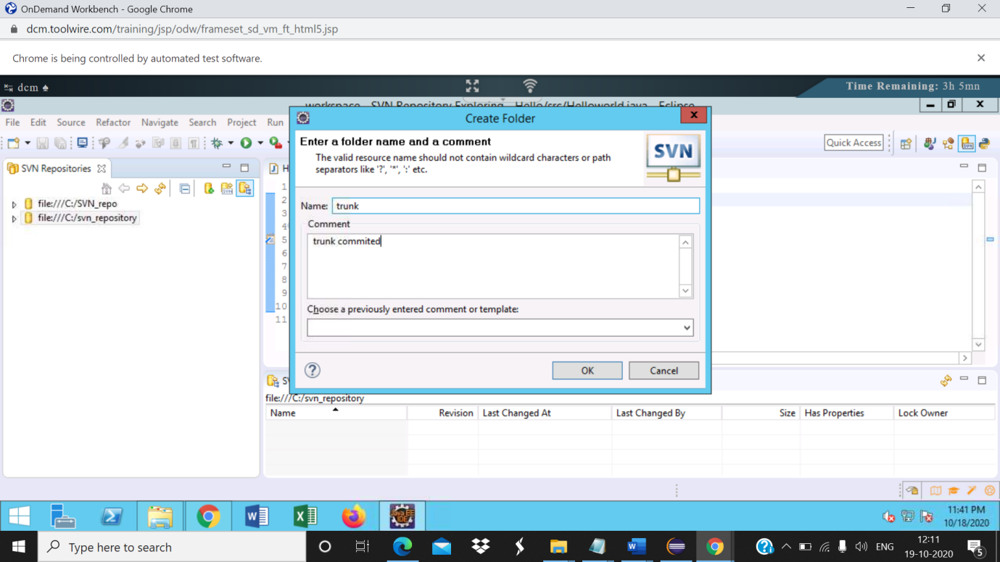 OnDemand Workbench - Google Chrome
dcm.toolwire.com/training/jsp/odw/frameset_sd_vm_ft_html5.jsp
Chrome is being controlled by automated test software.
dcm
Time Remaining: 3h 5mn
workspace - SVN Repository Exploring - Hello/src/Helloworld.java - Eclipse
Create Folder
File Edit Source Refactor Navigate Search Project Run
Enter a folder name and a comment
The valid resource name should not contain wildcard characters or path
separators like '?', '*', ':' etc.
SVN
Quick Access
SVN Repositories
H
file:///C:/SVN_repo
file:///C:/svn_repository
1
2
3
4
5
6
7
8
9
10
11
Name: trunk
Comment
trunk commited
Choose a previously entered comment or template:
OK Cancel
SV
file:///C:/svn_repository
Name Revision Last Changed At Last Changed By Size Has Properties Lock Owner
Java EE
IDE
11:41 PM
10/18/2020
Type here to search
ENG
12:11
19-10-2020
5